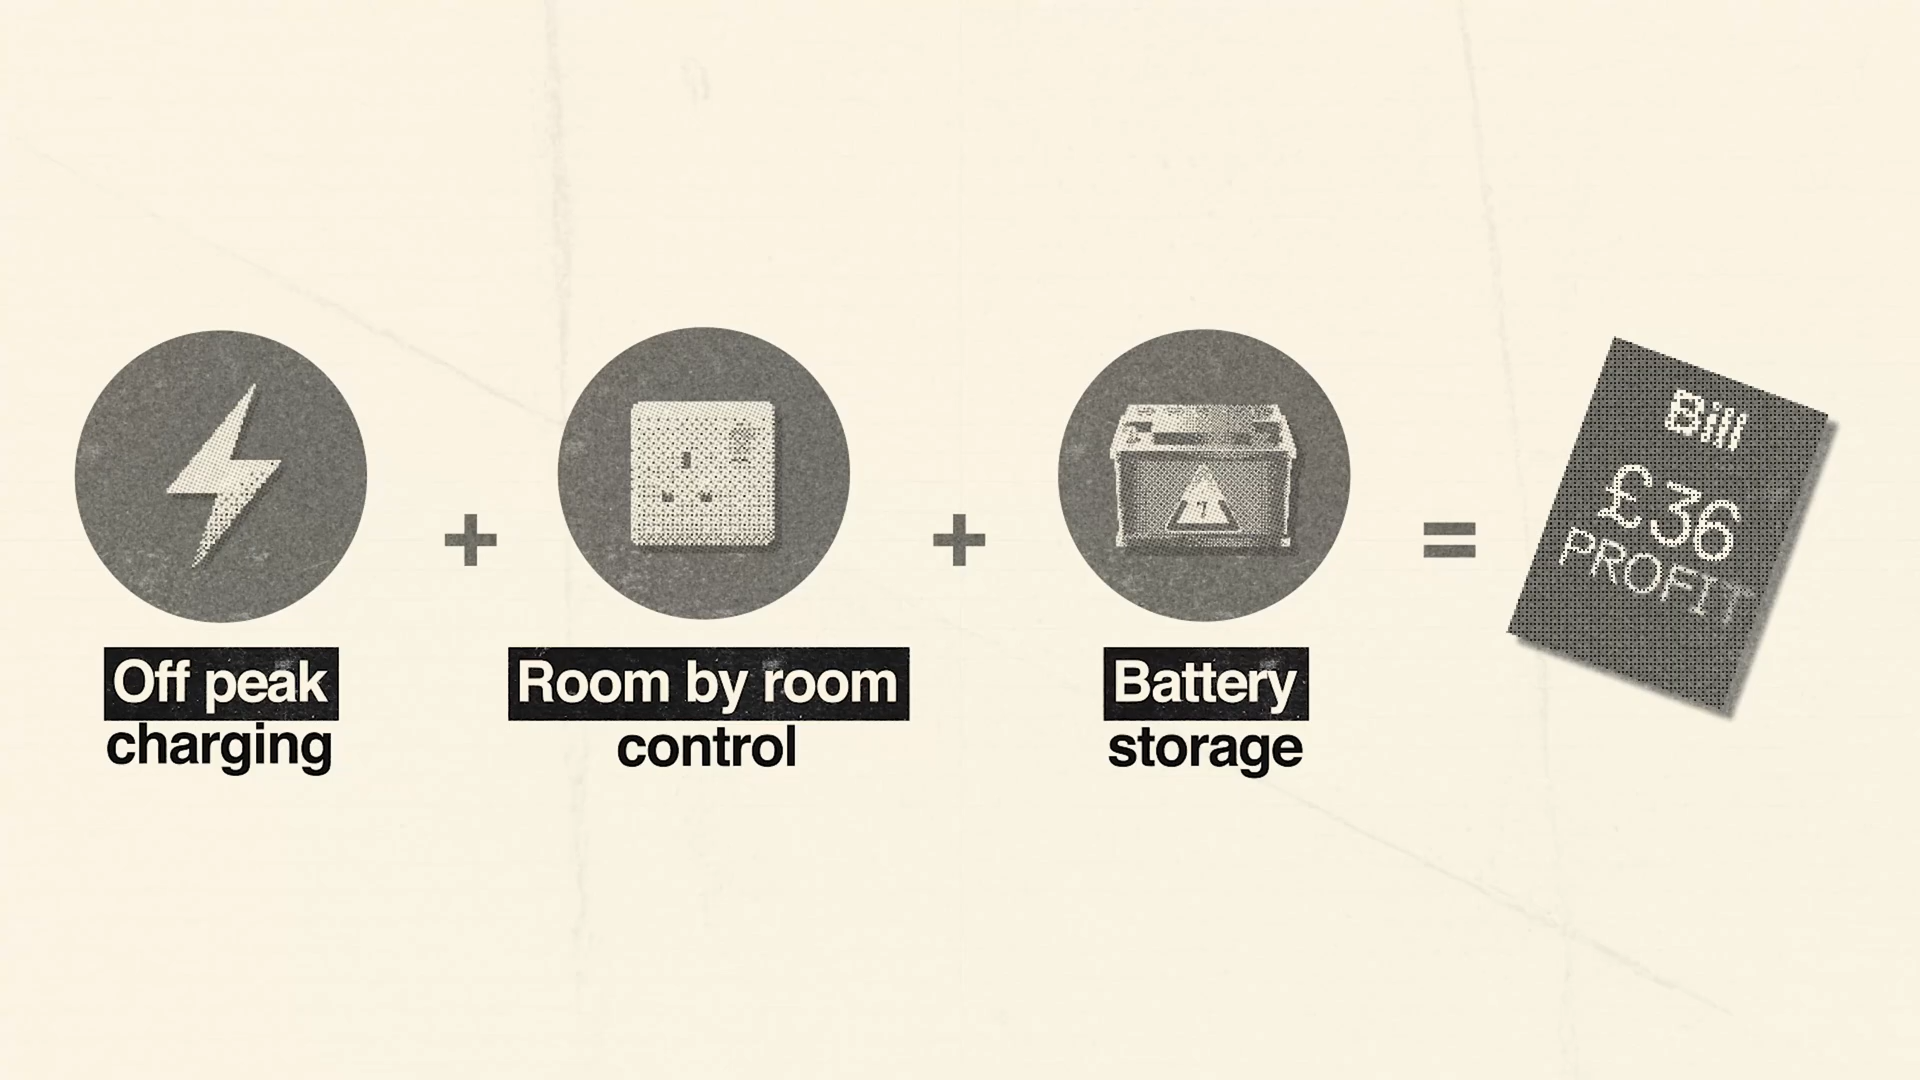 Off peak
charging
+
Room by room
control
+
Battery
storage
=
Bill
£36
PROFIT